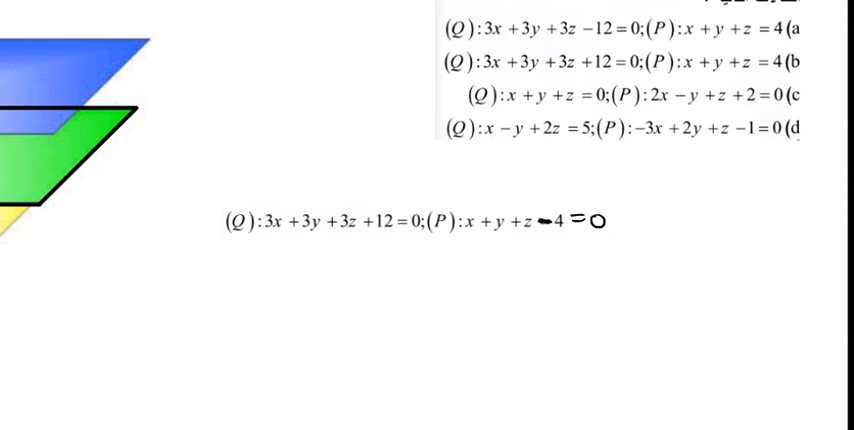 (Q):3x+3y+3z-12=0;(P):x+y+z=4(a
(Q):3x+3y+3z+12=0;(P):x+y+z=4(b
(Q):x+y+z=0;(P):2x-y+z+2=0(c
(Q):x-y+2z=5;(P):-3x+2y+z-1=0(d
(Q):3x+3y+3z+12=0;(P):x+y+z-4=0